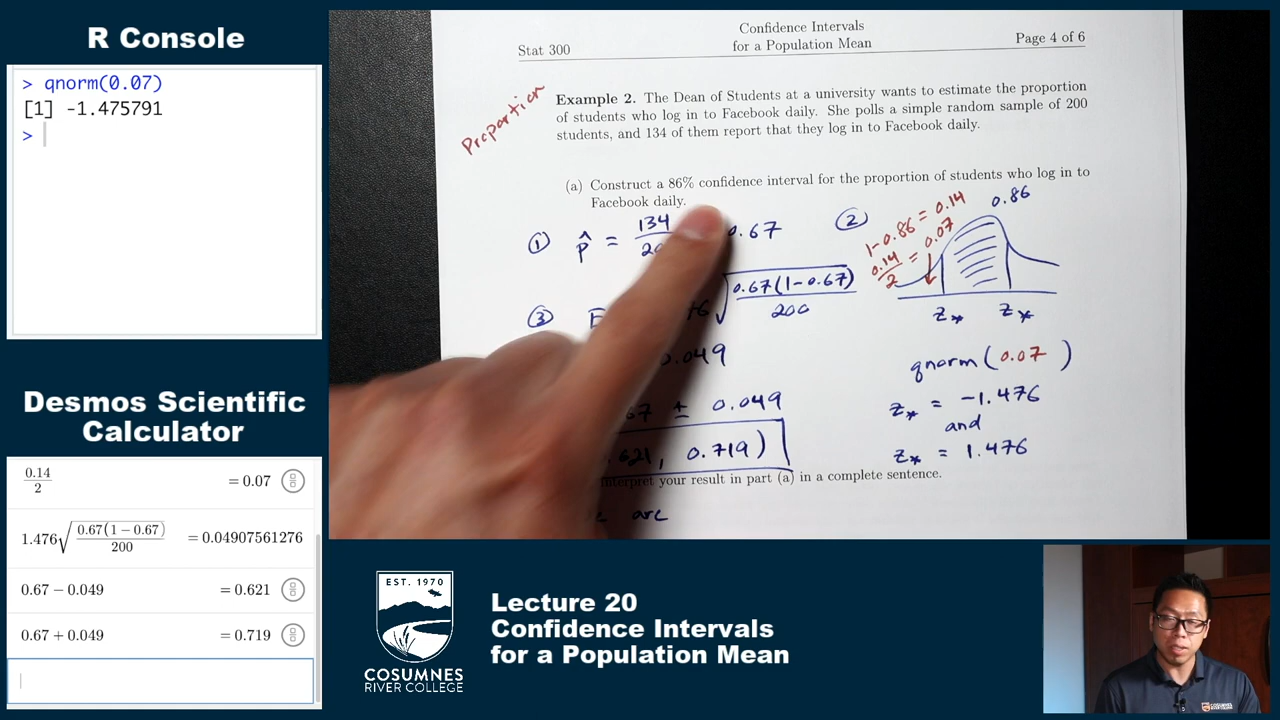 R Console
> qnorm(0.07)
[1] -1.475791
>
Desmos Scientific
Calculator
0.14
2
= 0.07
1.476√ 0.67(1 − 0.67)
200
= 0.04907561276
0.67 − 0.049
= 0.621
0.67 + 0.049
= 0.719
Stat 300
Confidence Intervals
for a Population Mean
Page 4 of 6
Proportion
Example 2. The Dean of Students at a university wants to estimate the proportion
of students who log in to Facebook daily. She polls a simple random sample of 200
students, and 134 of them report that they log in to Facebook daily.
(a) Construct a 86% confidence interval for the proportion of students who log in to
Facebook daily.
① p̂ = 134
0.67
②
1-0.86 = 0.14
0.14
2
= 0.07
0.86
z* z*
③
√ 0.67(1-0.67)
200
0.049
± 0.049
0.719)
qnorm(0.07)
z* = -1.476
and
z* = 1.476
your result in part (a) in a complete sentence.
are
EST. 1970
COSUMNES
RIVER COLLEGE
Lecture 20
Confidence Intervals
for a Population Mean